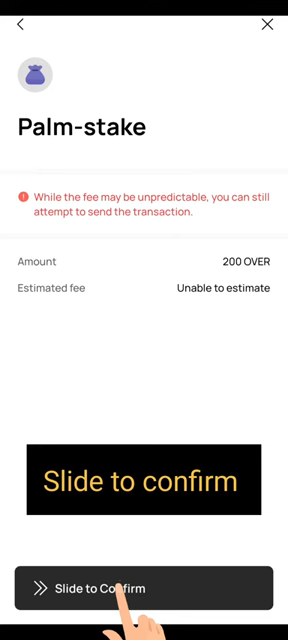 Palm-stake
While the fee may be unpredictable, you can still
attempt to send the transaction.
Amount 200 OVER
Estimated fee Unable to estimate
Slide to confirm
Slide to Confirm